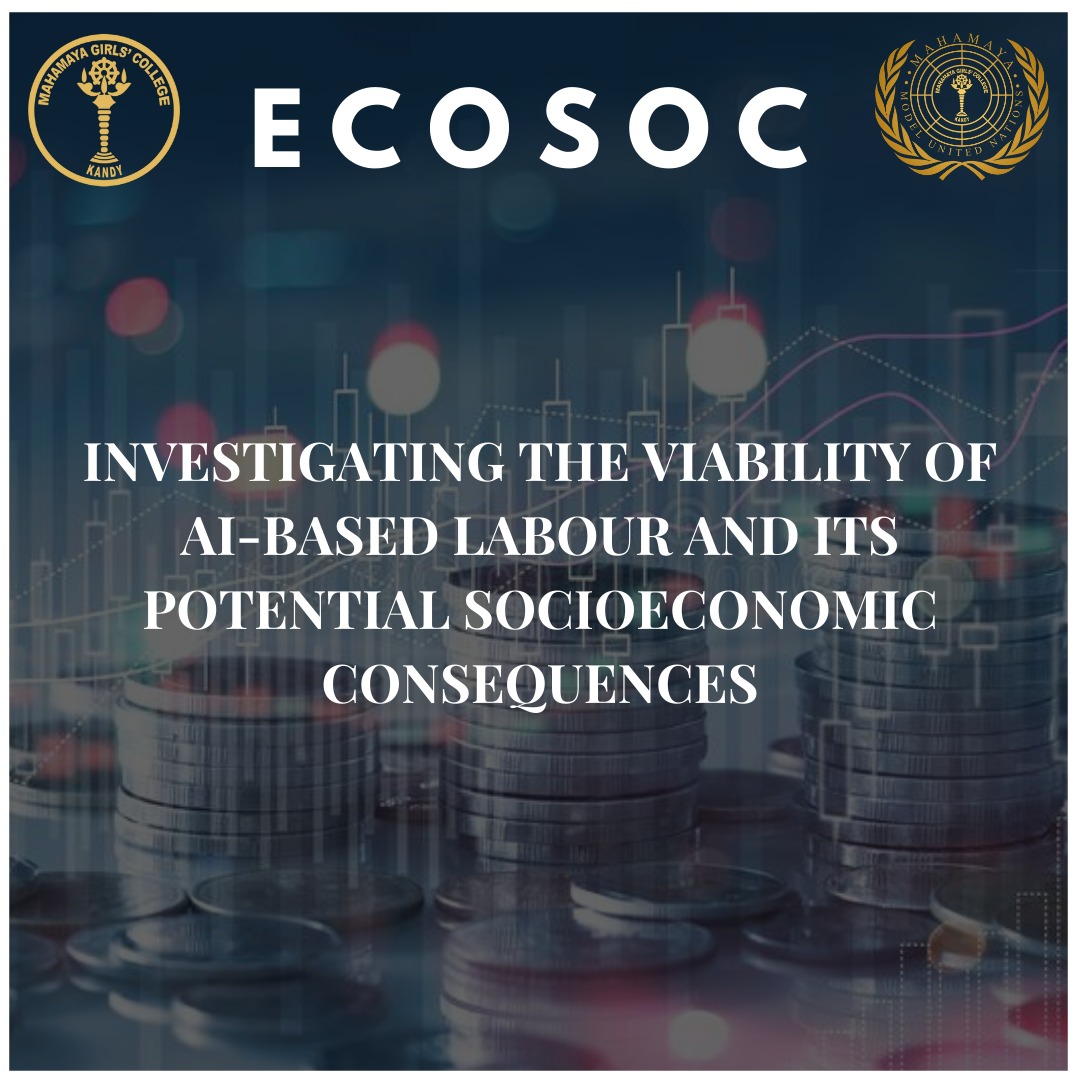 MAHAMAYA GIRLS' COLLEGE
KANDY
ECOSOC
MAHAMAYA
MODEL UNITED NATIONS
MAHAMAYA GIRLS' COLLEGE
KANDY
INVESTIGATING THE VIABILITY OF
AI-BASED LABOUR AND ITS
POTENTIAL SOCIOECONOMIC
CONSEQUENCES